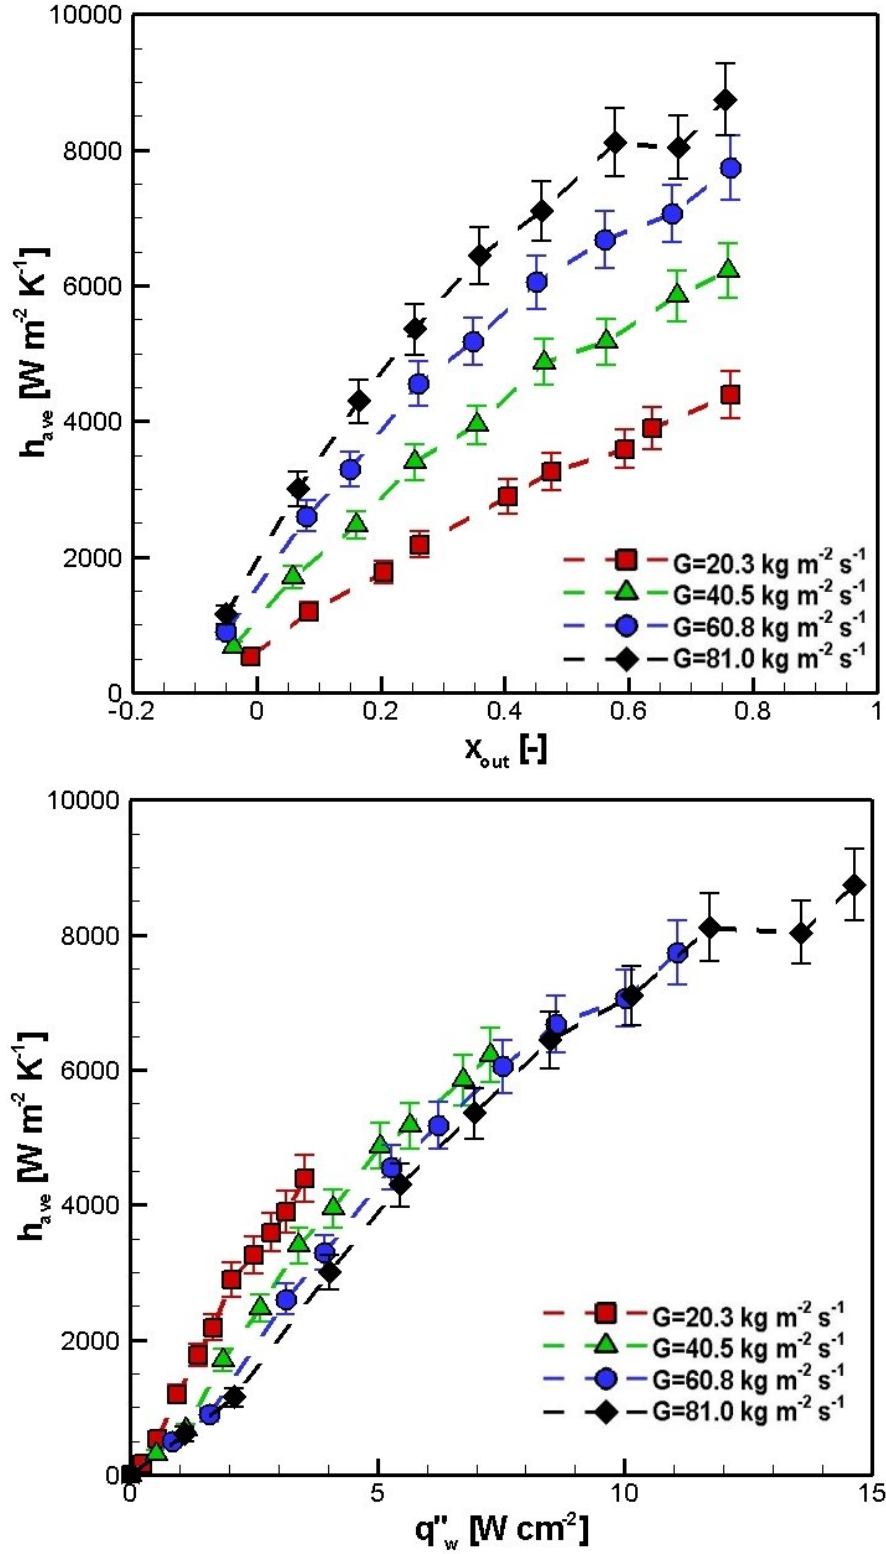 10000
8000
6000
4000
2000
0
h_ave [W m^-2 K^-1]
G=20.3 kg m^-2 s^-1
G=40.5 kg m^-2 s^-1
G=60.8 kg m^-2 s^-1
G=81.0 kg m^-2 s^-1
-0.2 0 0.2 0.4 0.6 0.8 1
x_out [-]
10000
8000
6000
4000
2000
0
h_ave [W m^-2 K^-1]
G=20.3 kg m^-2 s^-1
G=40.5 kg m^-2 s^-1
G=60.8 kg m^-2 s^-1
G=81.0 kg m^-2 s^-1
0 5 10 15
q"_w [W cm^-2]